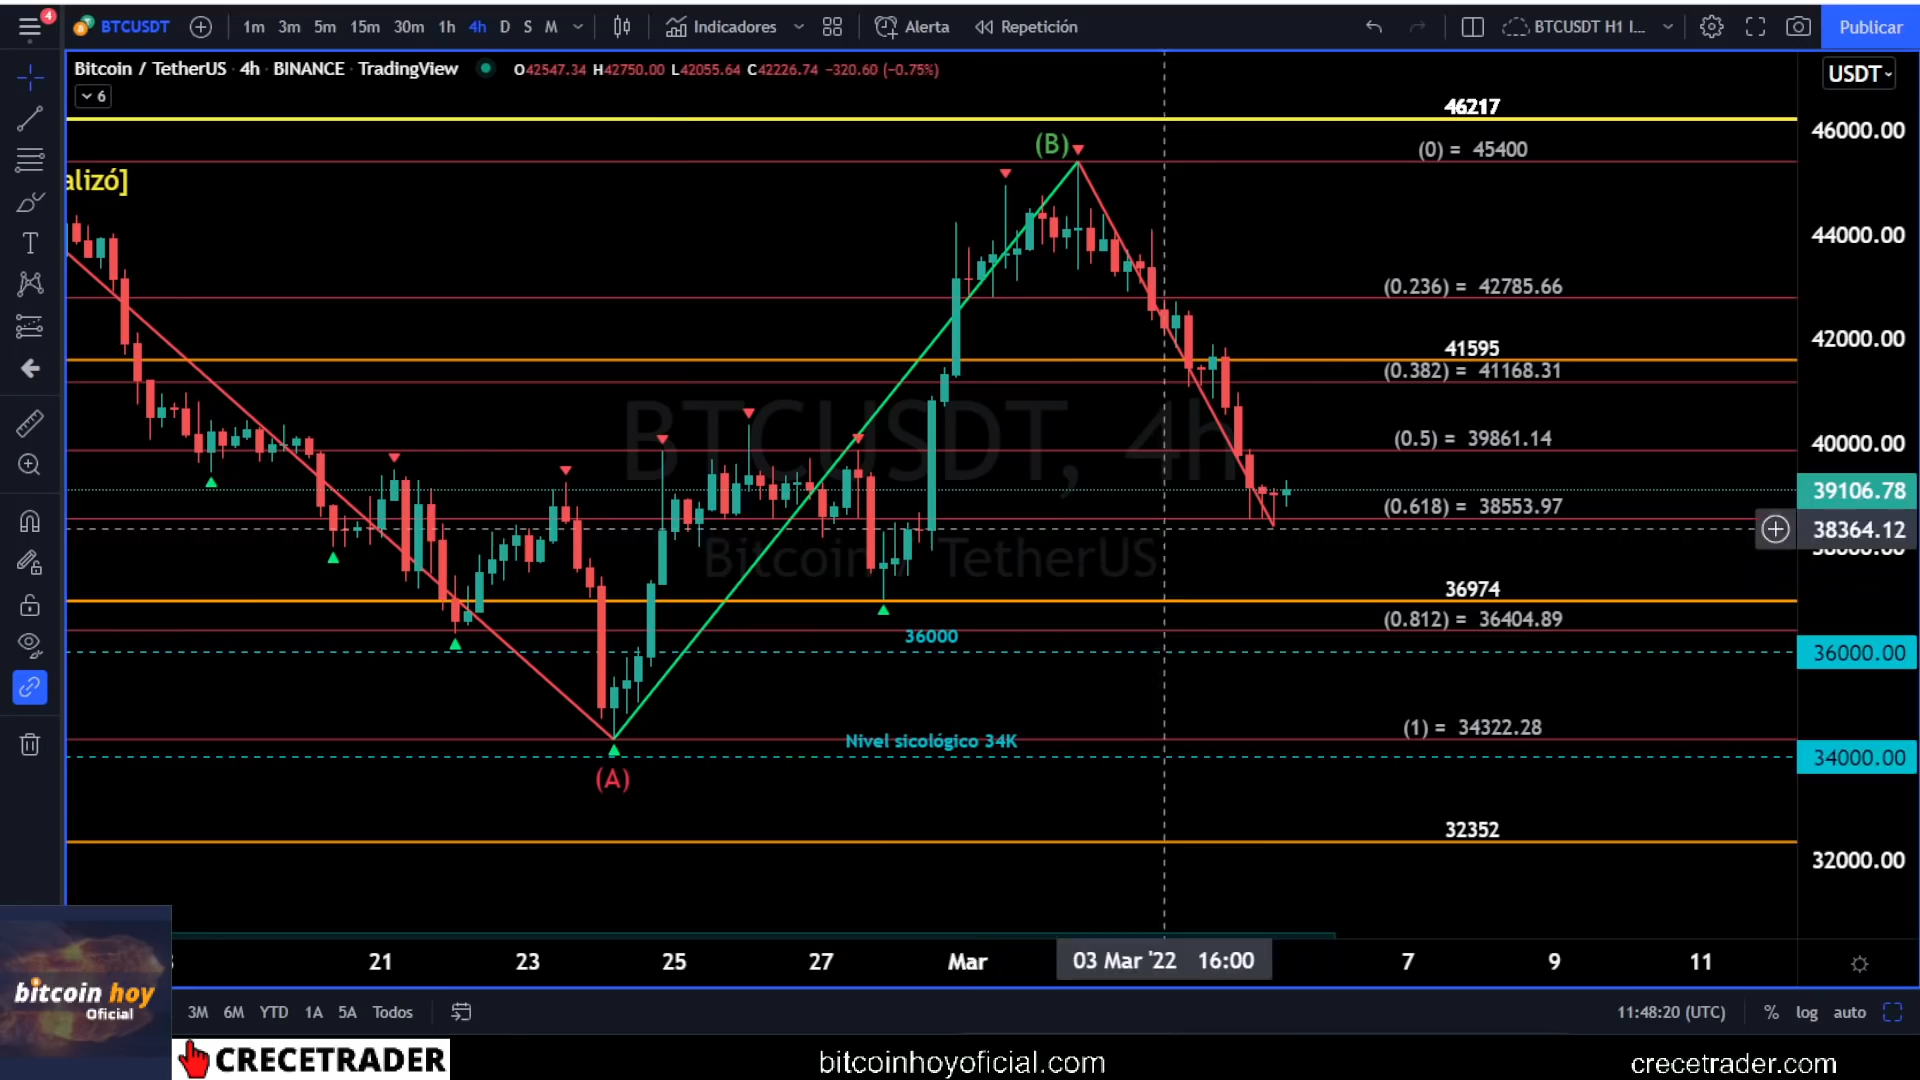 4
BTCUSDT
1m 3m 5m 15m 30m 1h 4h D S M
Indicadores
Alerta
Repetición
BTCUSDT H1 I...
Publicar
Bitcoin / TetherUS · 4h · BINANCE · TradingView
O42547.34 H42750.00 L42055.64 C42226.74 −320.60 (−0.75%)
USDT
6
46217
46000.00
(B)
(0) = 45400
alizó]
44000.00
(0.236) = 42785.66
42000.00
41595
(0.382) = 41168.31
BTCUSDT, 4h
(0.5) = 39861.14
40000.00
39106.78
(0.618) = 38553.97
38364.12
38000.00
Bitcoin / TetherUS
36974
(0.812) = 36404.89
36000
36000.00
(1) = 34322.28
Nivel sicológico 34K
34000.00
(A)
32352
32000.00
21 23 25 27 Mar 03 Mar '22 16:00 7 9 11
bitcoin hoy
Oficial
3M 6M YTD 1A 5A Todos
11:48:20 (UTC)
% log auto
CRECETRADER
bitcoinhoyoficial.com
crecetrader.com